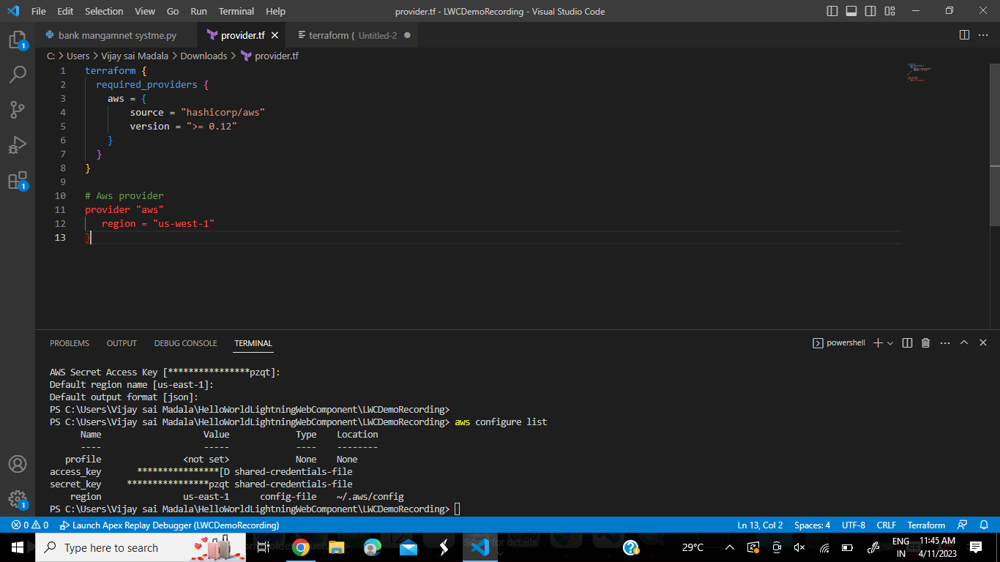 File Edit Selection View Go Run Terminal Help provider.tf - LWCDemoRecording - Visual Studio Code
bank mangamnet systme.py provider.tf terraform { Untitled-2
C: > Users > Vijay sai Madala > Downloads > provider.tf
1 terraform {
2 required_providers {
3 aws = {
4 source = "hashicorp/aws"
5 version = ">= 0.12"
6 }
7 }
8 }
9
10 # Aws provider
11 provider "aws"
12 region = "us-west-1"
13 }
PROBLEMS OUTPUT DEBUG CONSOLE TERMINAL powershell
AWS Secret Access Key [****************pzqt]:
Default region name [us-east-1]:
Default output format [json]:
PS C:\Users\Vijay sai Madala\HelloWorldLightningWebComponent\LWCDemoRecording>
PS C:\Users\Vijay sai Madala\HelloWorldLightningWebComponent\LWCDemoRecording> aws configure list
Name Value Type Location
---- ----- ---- --------
profile <not set> None None
access_key ****************[D shared-credentials-file
secret_key ****************pzqt shared-credentials-file
region us-east-1 config-file ~/.aws/config
PS C:\Users\Vijay sai Madala\HelloWorldLightningWebComponent\LWCDemoRecording>
1
1
1
0 0 Launch Apex Replay Debugger (LWCDemoRecording) Ln 13, Col 2 Spaces: 4 UTF-8 CRLF Terraform
Type here to search 29°C ENG 11:45 AM
IN 4/11/2023